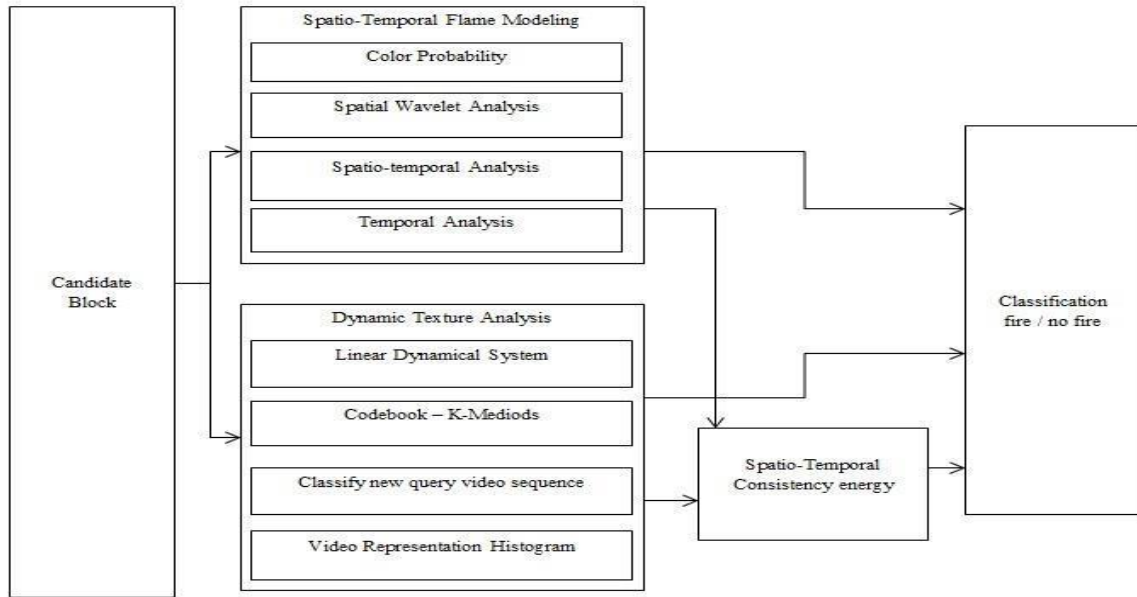 Spatio-Temporal Flame Modeling
Color Probability
Spatial Wavelet Analysis
Spatio-temporal Analysis
Temporal Analysis
Candidate
Block
Dynamic Texture Analysis
Linear Dynamical System
Codebook – K-Mediods
Classify new query video sequence
Video Representation Histogram
Spatio-Temporal
Consistency energy
Classification
fire / no fire